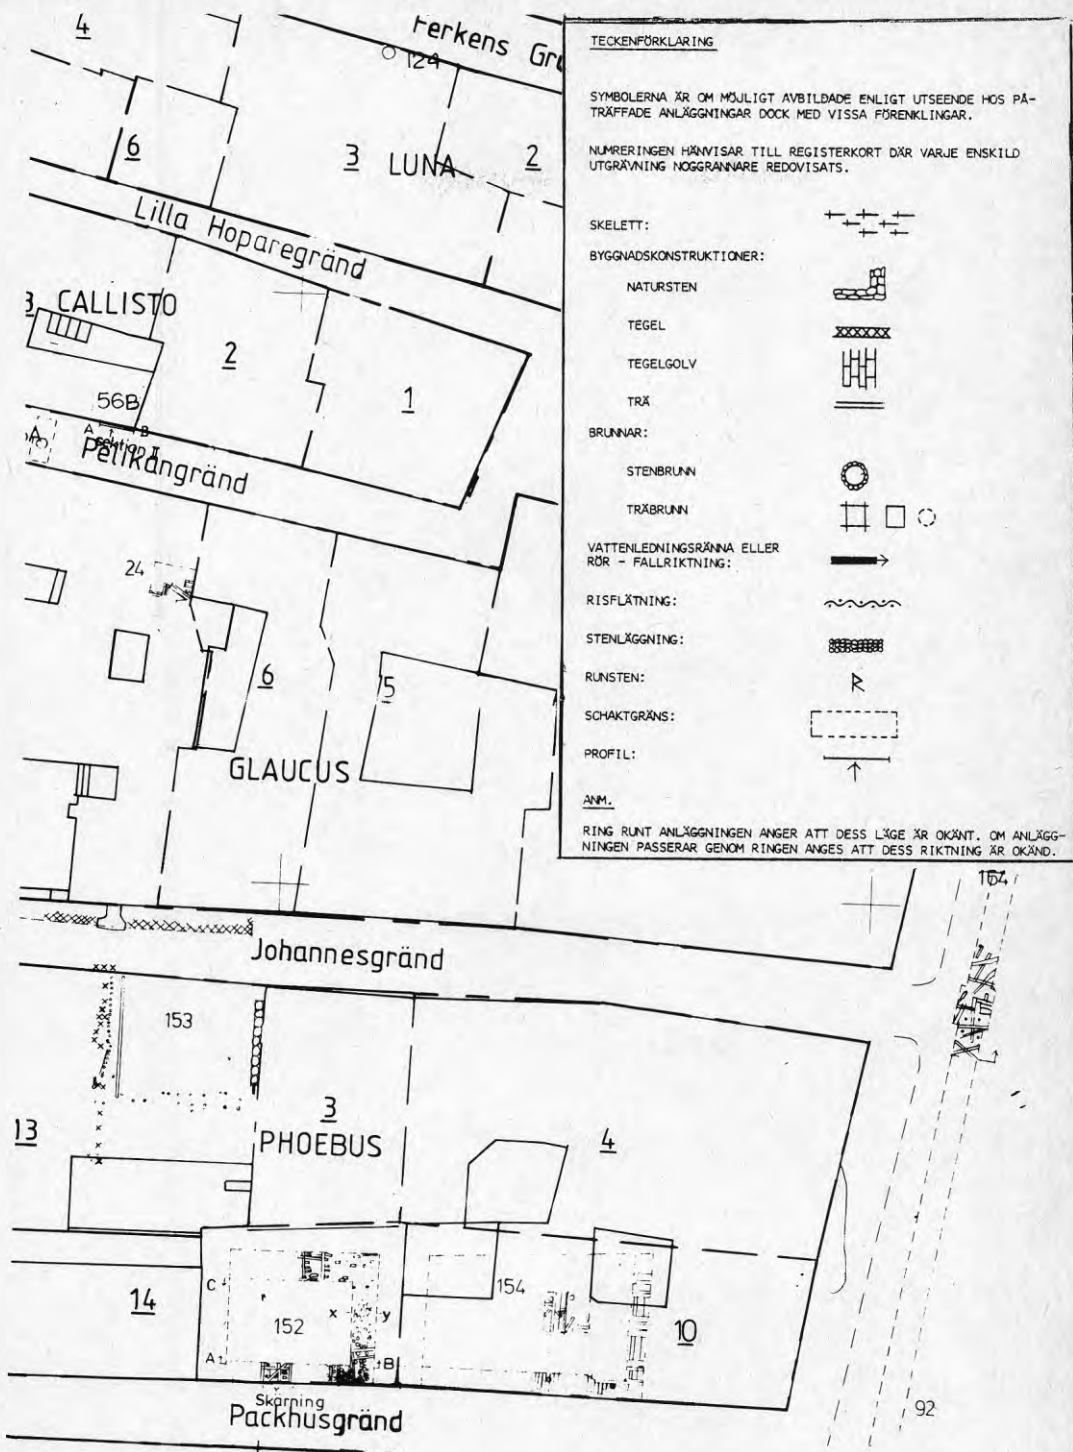 4
Ferkens Gr
124
6
3
LUNA
2
Lilla Hoparegränd
3 CALLISTO
2
1
56B
A B
sektion II
A
Pelikangränd
24
6
5
GLAUCUS
Johannesgränd
153
13
3
PHOEBUS
4
14
C
152
x y
A B
154
10
Skärning
Packhusgränd
92
TECKENFÖRKLARING
SYMBOLERNA ÄR OM MÖJLIGT AVBILDADE ENLIGT UTSEENDE HOS PÅ-
TRÄFFADE ANLÄGGNINGAR DOCK MED VISSA FÖRENKLINGAR.
NUMRERINGEN HÄNVISAR TILL REGISTERKORT DÄR VARJE ENSKILD
UTGRÄVNING NOGGRANNARE REDOVISATS.
SKELETT:
BYGGNADSKONSTRUKTIONER:
NATURSTEN
TEGEL
TEGELGOLV
TRÄ
BRUNNAR:
STENBRUNN
TRÄBRUNN
VATTENLEDNINGSRÄNNA ELLER
RÖR - FALLRIKTNING:
RISFLÄTNING:
STENLÄGGNING:
RUNSTEN:
SCHAKTGRÄNS:
PROFIL:
ANM.
RING RUNT ANLÄGGNINGEN ANGER ATT DESS LÄGE ÄR OKÄNT. OM ANLÄGG-
NINGEN PASSERAR GENOM RINGEN ANGES ATT DESS RIKTNING ÄR OKÄND.